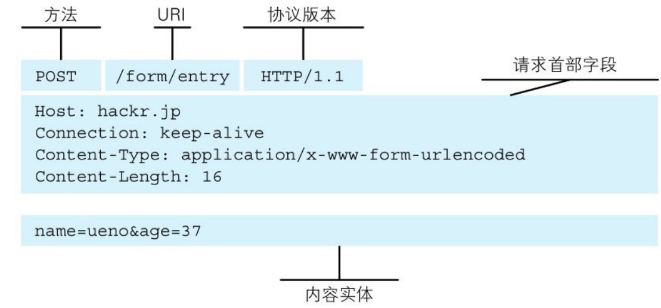 方法 URI 协议版本
请求首部字段
POST /form/entry HTTP/1.1
Host: hackr.jp
Connection: keep-alive
Content-Type: application/x-www-form-urlencoded
Content-Length: 16
name=ueno&age=37
内容实体